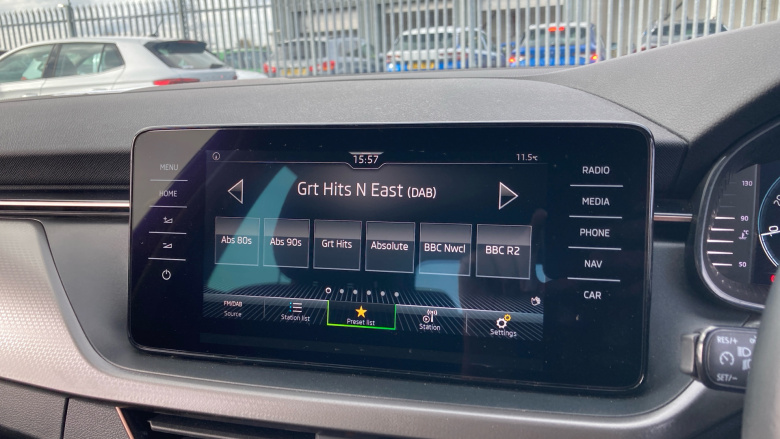 15:57
11.5°C
Grt Hits N East (DAB)
Abs 80s
Abs 90s
Grt Hits
Absolute
BBC Nwcl
BBC R2
FM/DAB
Source
Station list
Preset list
Station
Settings
MENU
HOME
RADIO
MEDIA
PHONE
NAV
CAR
130
90
50
RES/+
SET/-